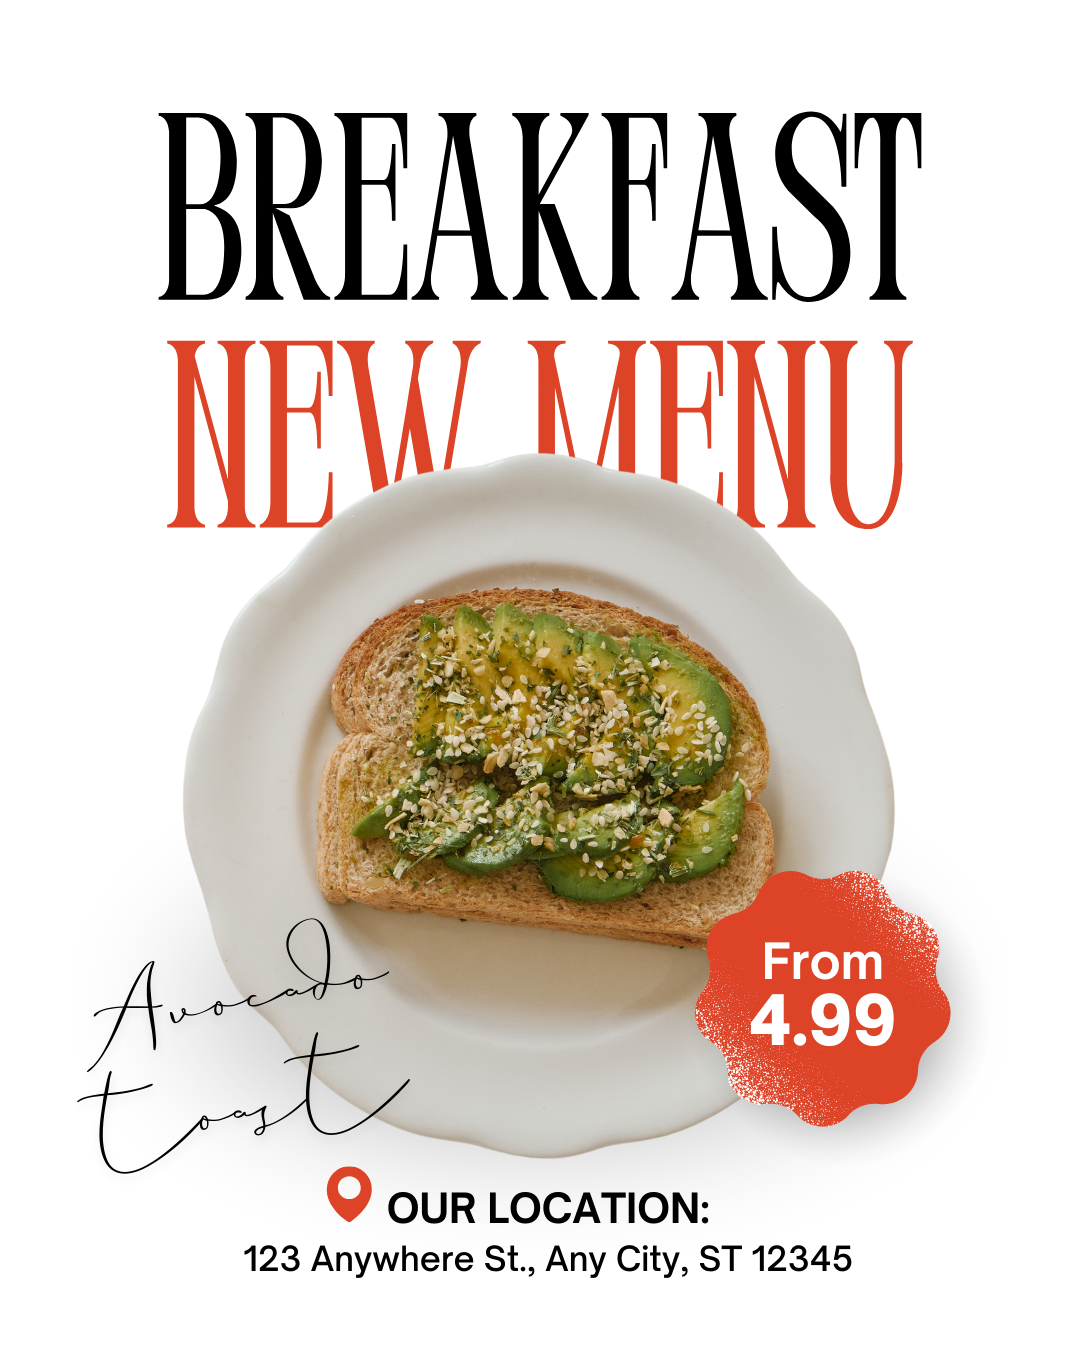 BREAKFAST
NEW MENU
Avocado
Toast
From
4.99
OUR LOCATION:
123 Anywhere St., Any City, ST 12345